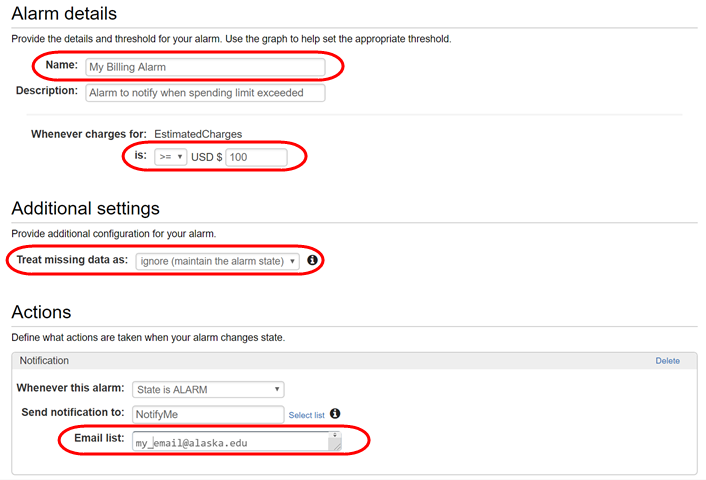 Alarm details
Provide the details and threshold for your alarm. Use the graph to help set the appropriate threshold.
Name: My Billing Alarm
Description: Alarm to notify when spending limit exceeded
Whenever charges for: EstimatedCharges
is: >= USD $ 100
Additional settings
Provide additional configuration for your alarm.
Treat missing data as: ignore (maintain the alarm state)
Actions
Define what actions are taken when your alarm changes state.
Notification Delete
Whenever this alarm: State is ALARM
Send notification to: NotifyMe Select list
Email list: my_email@alaska.edu